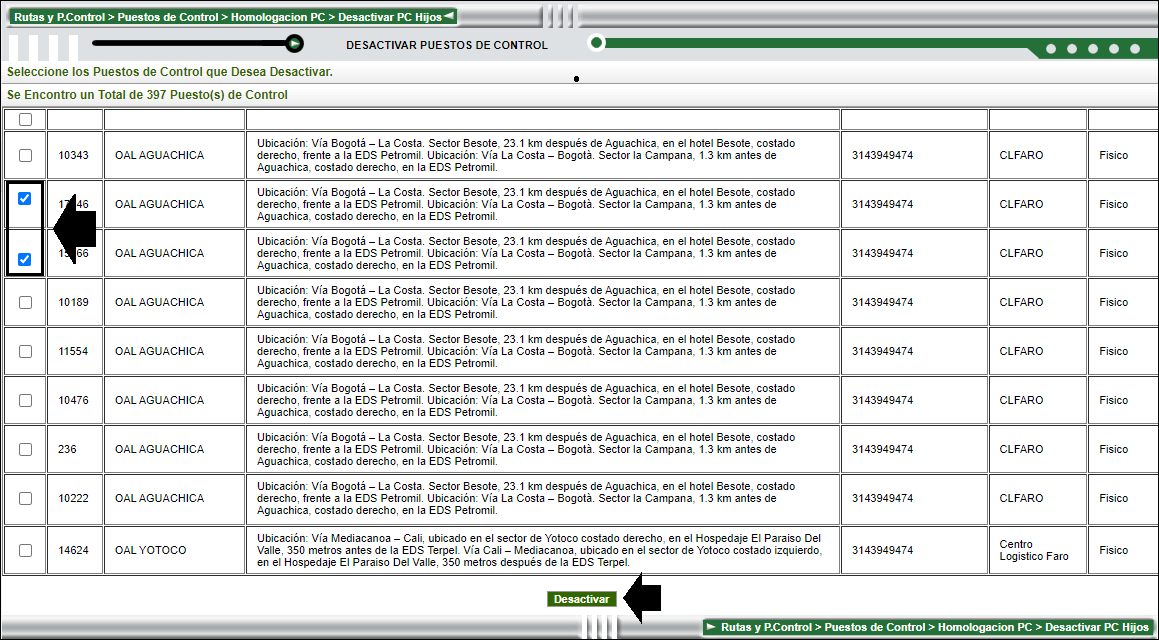 Rutas y P.Control > Puestos de Control > Homologacion PC > Desactivar PC Hijos
DESACTIVAR PUESTOS DE CONTROL
Seleccione los Puestos de Control que Desea Desactivar.
Se Encontro un Total de 397 Puesto(s) de Control
10343 OAL AGUACHICA Ubicación: Vía Bogotá – La Costa. Sector Besote, 23.1 km después de Aguachica, en el hotel Besote, costado
derecho, frente a la EDS Petromil. Ubicación: Vía La Costa – Bogotà. Sector la Campana, 1.3 km antes de
Aguachica, costado derecho, en la EDS Petromil. 3143949474 CLFARO Fisico
OAL AGUACHICA Ubicación: Vía Bogotá – La Costa. Sector Besote, 23.1 km después de Aguachica, en el hotel Besote, costado
derecho, frente a la EDS Petromil. Ubicación: Vía La Costa – Bogotà. Sector la Campana, 1.3 km antes de
Aguachica, costado derecho, en la EDS Petromil. 3143949474 CLFARO Fisico
OAL AGUACHICA Ubicación: Vía Bogotá – La Costa. Sector Besote, 23.1 km después de Aguachica, en el hotel Besote, costado
derecho, frente a la EDS Petromil. Ubicación: Vía La Costa – Bogotà. Sector la Campana, 1.3 km antes de
Aguachica, costado derecho, en la EDS Petromil. 3143949474 CLFARO Fisico
10189 OAL AGUACHICA Ubicación: Vía Bogotá – La Costa. Sector Besote, 23.1 km después de Aguachica, en el hotel Besote, costado
derecho, frente a la EDS Petromil. Ubicación: Vía La Costa – Bogotà. Sector la Campana, 1.3 km antes de
Aguachica, costado derecho, en la EDS Petromil. 3143949474 CLFARO Fisico
11554 OAL AGUACHICA Ubicación: Vía Bogotá – La Costa. Sector Besote, 23.1 km después de Aguachica, en el hotel Besote, costado
derecho, frente a la EDS Petromil. Ubicación: Vía La Costa – Bogotà. Sector la Campana, 1.3 km antes de
Aguachica, costado derecho, en la EDS Petromil. 3143949474 CLFARO Fisico
10476 OAL AGUACHICA Ubicación: Vía Bogotá – La Costa. Sector Besote, 23.1 km después de Aguachica, en el hotel Besote, costado
derecho, frente a la EDS Petromil. Ubicación: Vía La Costa – Bogotà. Sector la Campana, 1.3 km antes de
Aguachica, costado derecho, en la EDS Petromil. 3143949474 CLFARO Fisico
236 OAL AGUACHICA Ubicación: Vía Bogotá – La Costa. Sector Besote, 23.1 km después de Aguachica, en el hotel Besote, costado
derecho, frente a la EDS Petromil. Ubicación: Vía La Costa – Bogotà. Sector la Campana, 1.3 km antes de
Aguachica, costado derecho, en la EDS Petromil. 3143949474 CLFARO Fisico
10222 OAL AGUACHICA Ubicación: Vía Bogotá – La Costa. Sector Besote, 23.1 km después de Aguachica, en el hotel Besote, costado
derecho, frente a la EDS Petromil. Ubicación: Vía La Costa – Bogotà. Sector la Campana, 1.3 km antes de
Aguachica, costado derecho, en la EDS Petromil. 3143949474 CLFARO Fisico
14624 OAL YOTOCO Ubicación: Vía Mediacanoa – Cali, ubicado en el sector de Yotoco costado derecho, en el Hospedaje El Paraiso Del
Valle, 350 metros antes de la EDS Terpel. Vía Cali – Mediacanoa, ubicado en el sector de Yotoco costado izquierdo,
en el Hospedaje El Paraiso Del Valle, 350 metros después de la EDS Terpel. 3143949474 Centro
Logistico Faro Fisico
Desactivar
Rutas y P.Control > Puestos de Control > Homologacion PC > Desactivar PC Hijos